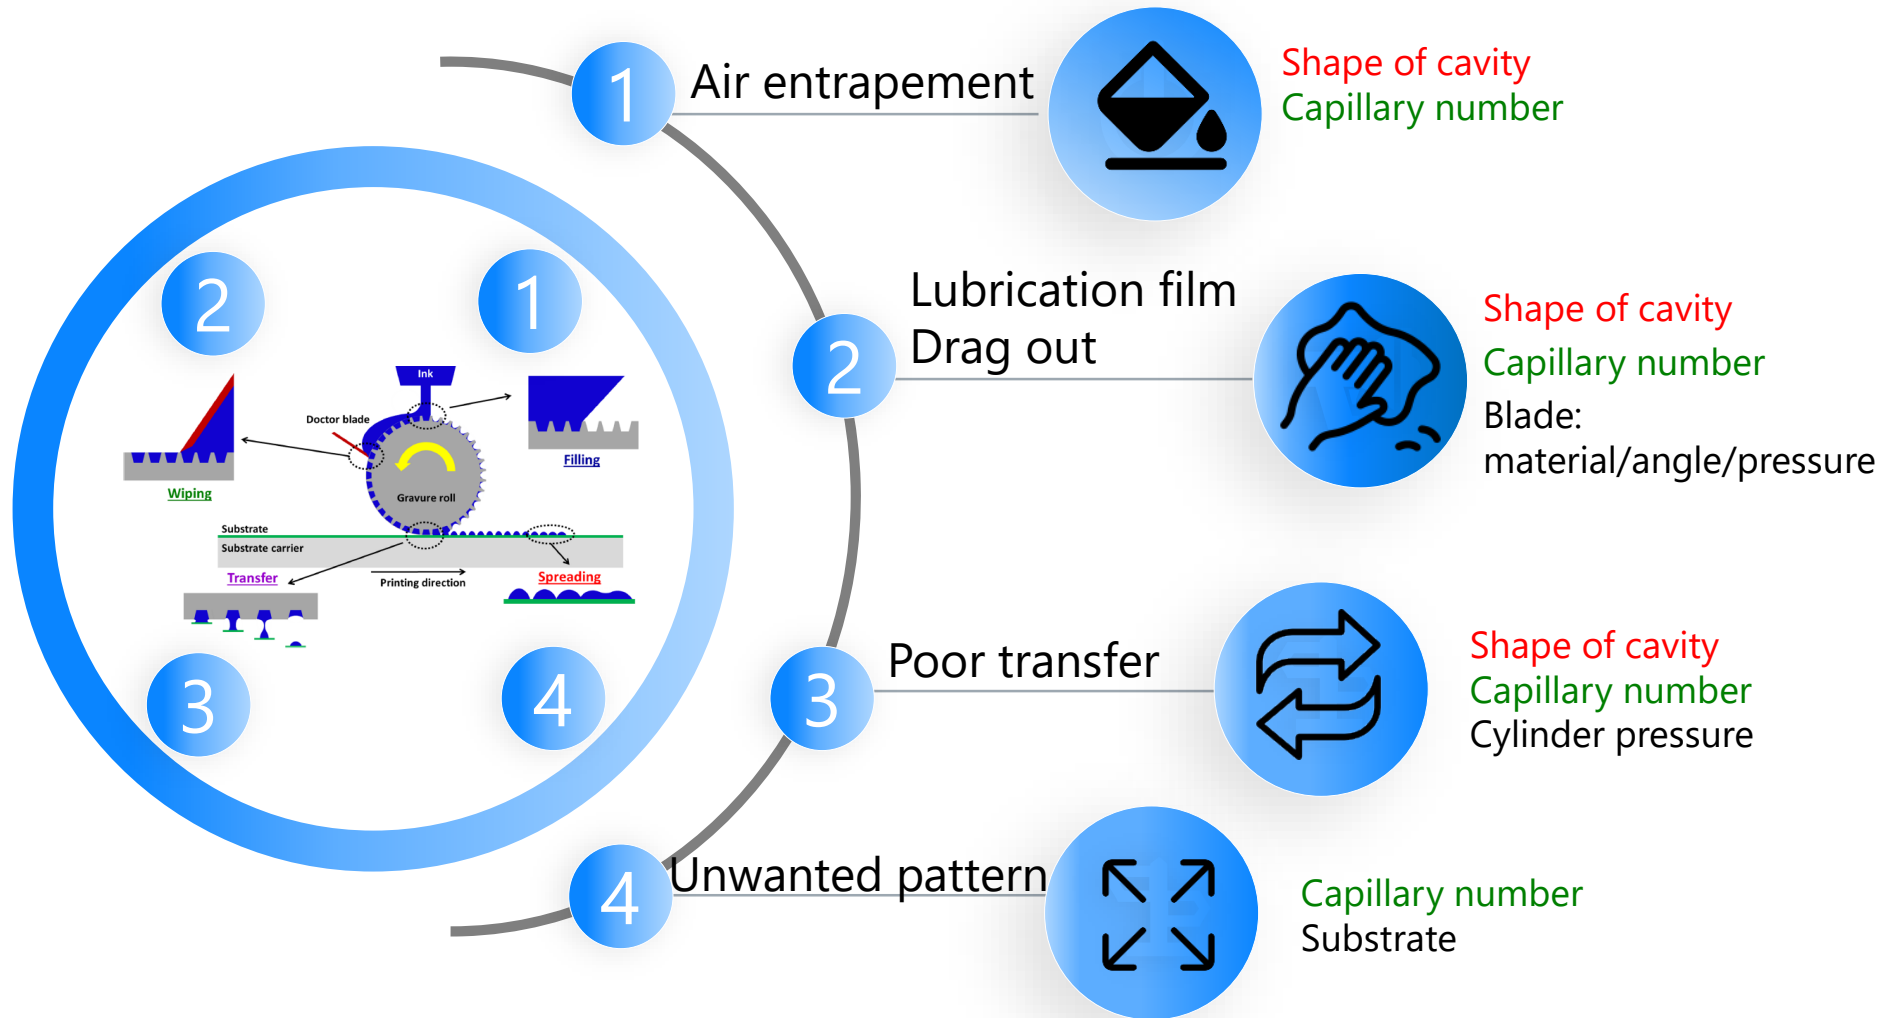 1
Air entrapement
Shape of cavity
Capillary number
2
1
Ink
Doctor blade
Filling
Wiping
Gravure roll
Substrate
Substrate carrier
Transfer
Printing direction
Spreading
3
4
2
Lubrication film
Drag out
Shape of cavity
Capillary number
Blade:
material/angle/pressure
3
Poor transfer
Shape of cavity
Capillary number
Cylinder pressure
4
Unwanted pattern
Capillary number
Substrate